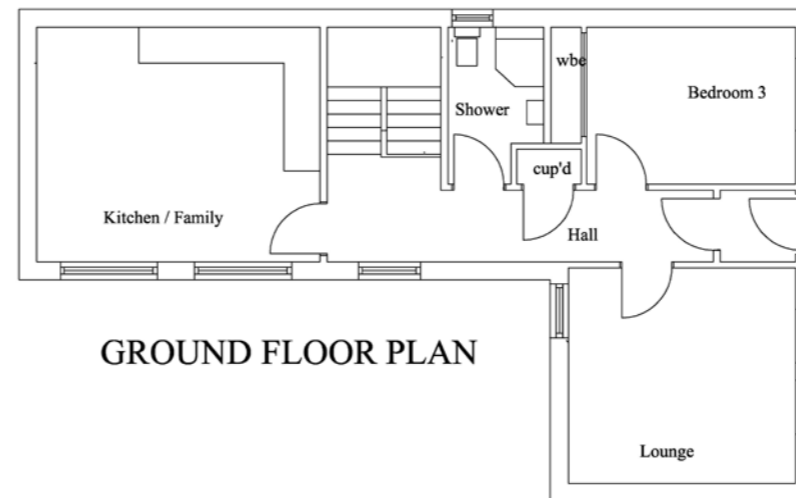 wbe
Bedroom 3
Shower
cup'd
Kitchen / Family
Hall
GROUND FLOOR PLAN
Lounge